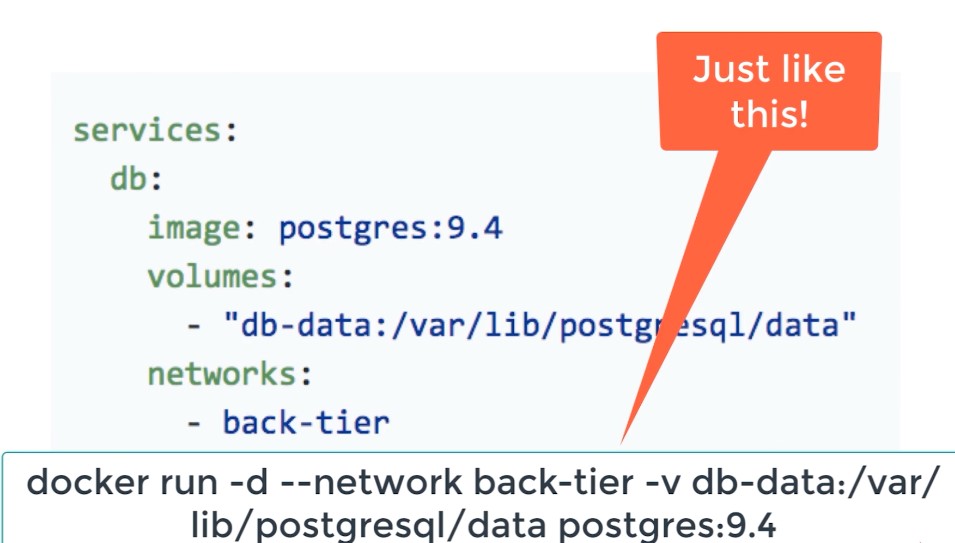 Just like
this!
services:
db:
image: postgres:9.4
volumes:
- "db-data:/var/lib/postgresql/data"
networks:
- back-tier
docker run -d --network back-tier -v db-data:/var/
lib/postgresql/data postgres:9.4